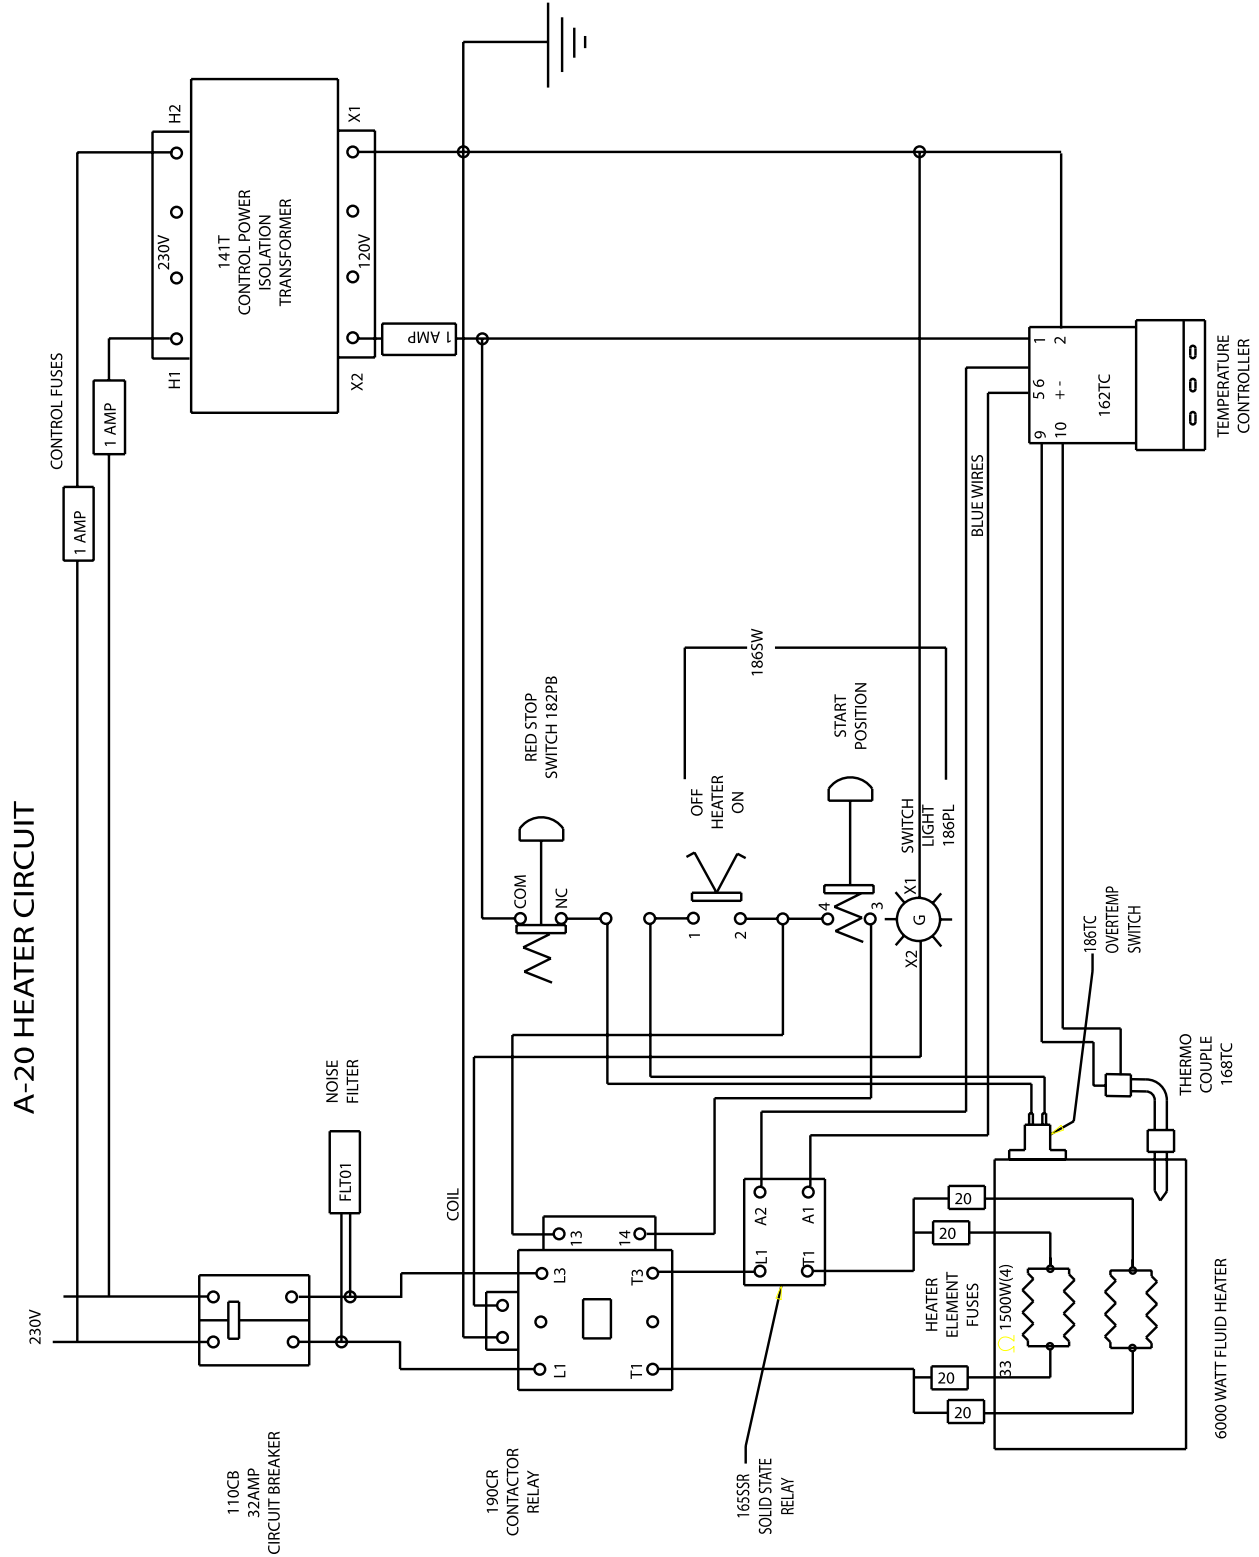 A-20 HEATER CIRCUIT
230V
110CB
32AMP
CIRCUIT BREAKER
NOISE
FILTER
FLT01
CONTROL FUSES
1 AMP
1 AMP
H1
H2
230V
141T
CONTROL POWER
ISOLATION
TRANSFORMER
120V
X2
X1
1 AMP
COIL
190CR
CONTACTOR
RELAY
L1
L3
T1
T3
13
14
RED STOP
SWITCH 182PB
COM
NC
OFF
HEATER
ON
1
2
186SW
START
POSITION
4
3
SWITCH
LIGHT
186PL
X2
G
X1
BLUE WIRES
165SSR
SOLID STATE
RELAY
L1
A2
T1
A1
186TC
OVERTEMP
SWITCH
HEATER
ELEMENT
FUSES
20
20
20
20
33 Ω 1500W(4)
6000 WATT FLUID HEATER
THERMO
COUPLE
168TC
9
5 6
1
10
+ -
2
162TC
TEMPERATURE
CONTROLLER